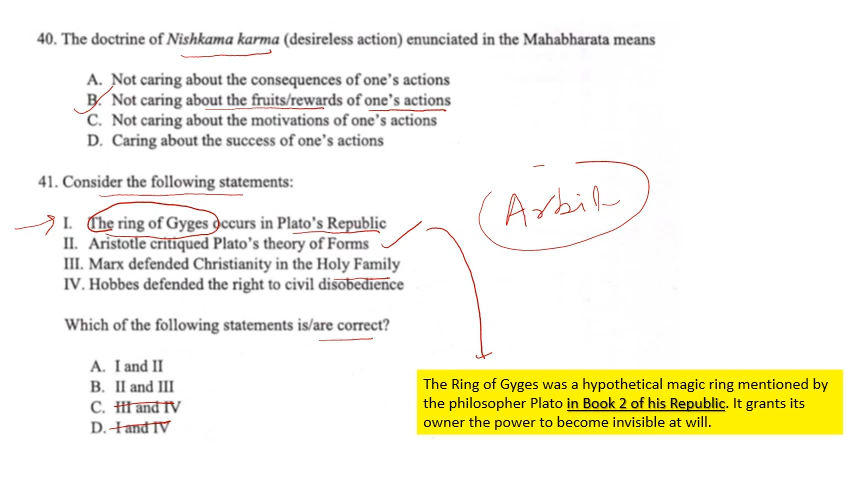 40. The doctrine of Nishkama karma (desireless action) enunciated in the Mahabharata means
A. Not caring about the consequences of one's actions
B. Not caring about the fruits/rewards of one's actions
C. Not caring about the motivations of one's actions
D. Caring about the success of one's actions
41. Consider the following statements:
I. The ring of Gyges occurs in Plato's Republic
II. Aristotle critiqued Plato's theory of Forms
III. Marx defended Christianity in the Holy Family
IV. Hobbes defended the right to civil disobedience
Which of the following statements is/are correct?
A. I and II
B. II and III
C. III and IV
D. I and IV
The Ring of Gyges was a hypothetical magic ring mentioned by
the philosopher Plato in Book 2 of his Republic. It grants its
owner the power to become invisible at will.